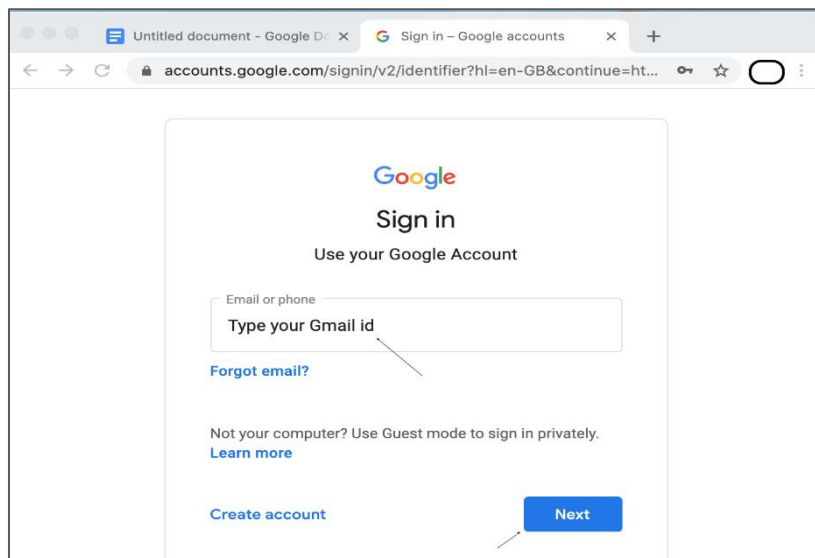 Untitled document - Google Do
Sign in – Google accounts
accounts.google.com/signin/v2/identifier?hl=en-GB&continue=ht...
Google
Sign in
Use your Google Account
Email or phone
Type your Gmail id
Forgot email?
Not your computer? Use Guest mode to sign in privately.
Learn more
Create account
Next